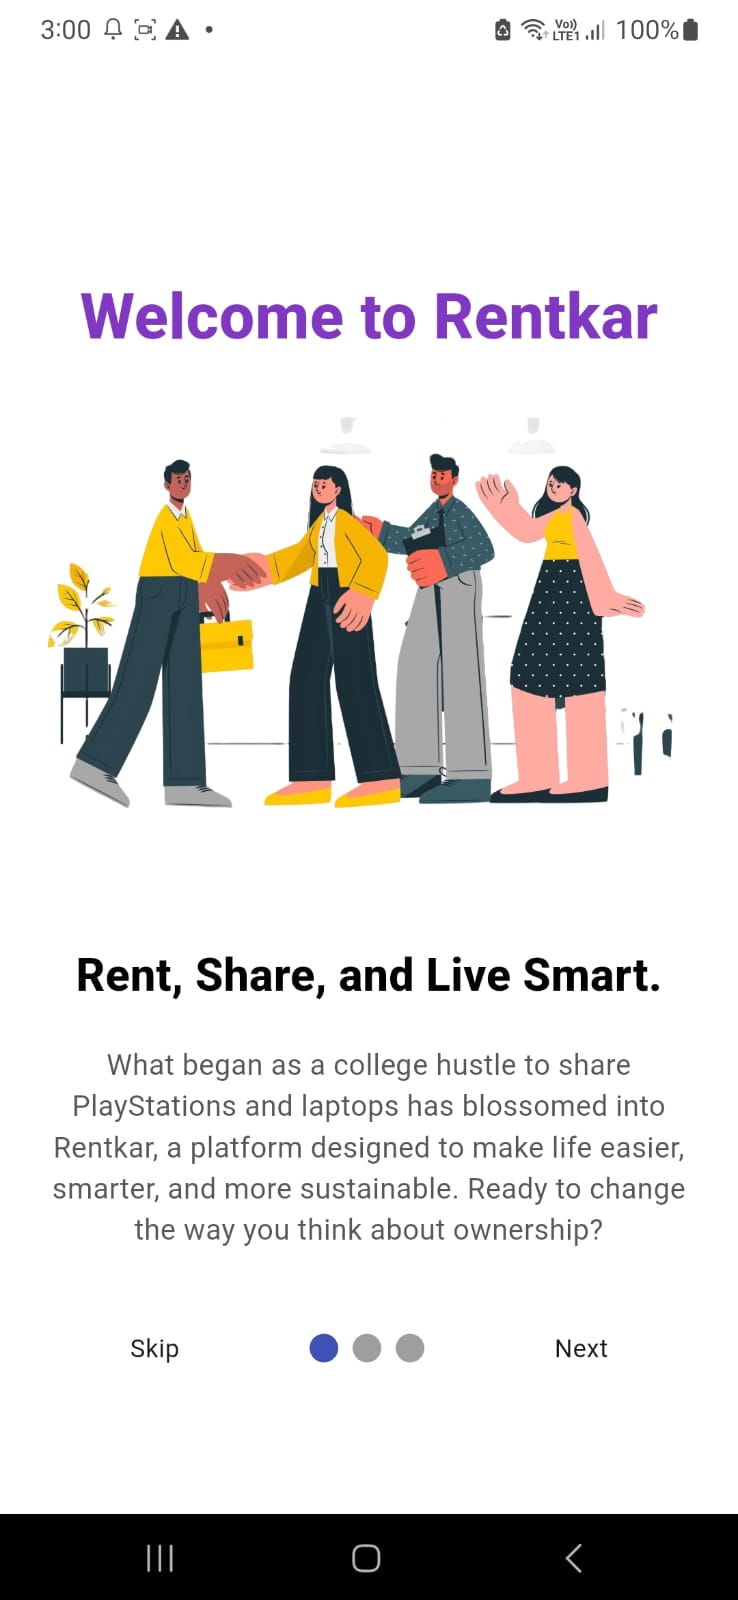 3:00
Vo)) LTE1 100%
Welcome to Rentkar
Rent, Share, and Live Smart.
What began as a college hustle to share
PlayStations and laptops has blossomed into
Rentkar, a platform designed to make life easier,
smarter, and more sustainable. Ready to change
the way you think about ownership?
Skip
Next